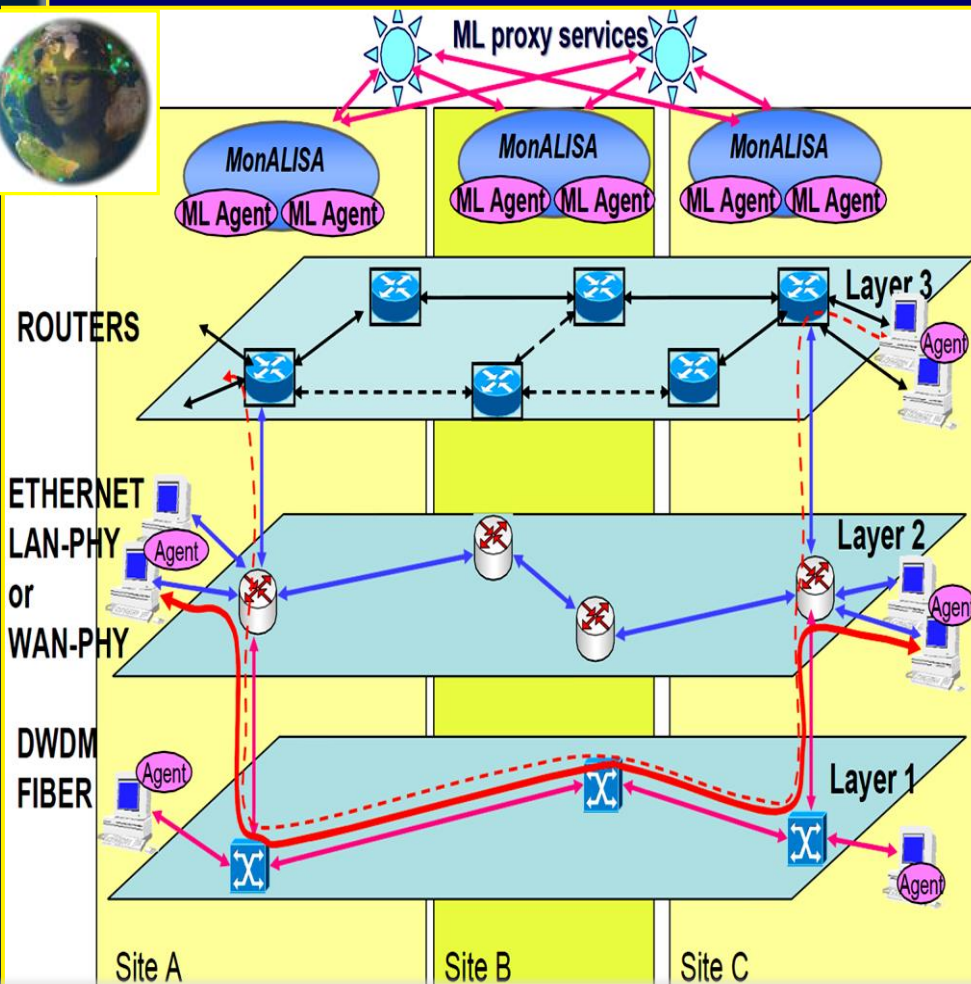 ML proxy services
MonALISA
ML Agent ML Agent
MonALISA
ML Agent ML Agent
MonALISA
ML Agent ML Agent
ROUTERS
Layer 3
Agent
ETHERNET
LAN-PHY
or
WAN-PHY
Agent
Layer 2
Agent
DWDM
FIBER
Agent
Layer 1
Agent
Site A
Site B
Site C